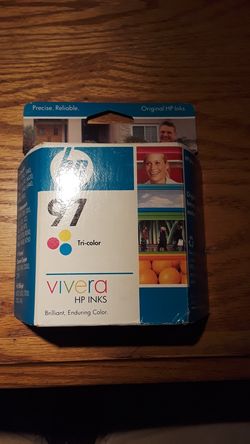 Precise. Reliable.
Original HP Inks.
hp
97
Tri-color
vivera
HP INKS
Brilliant, Enduring Color.